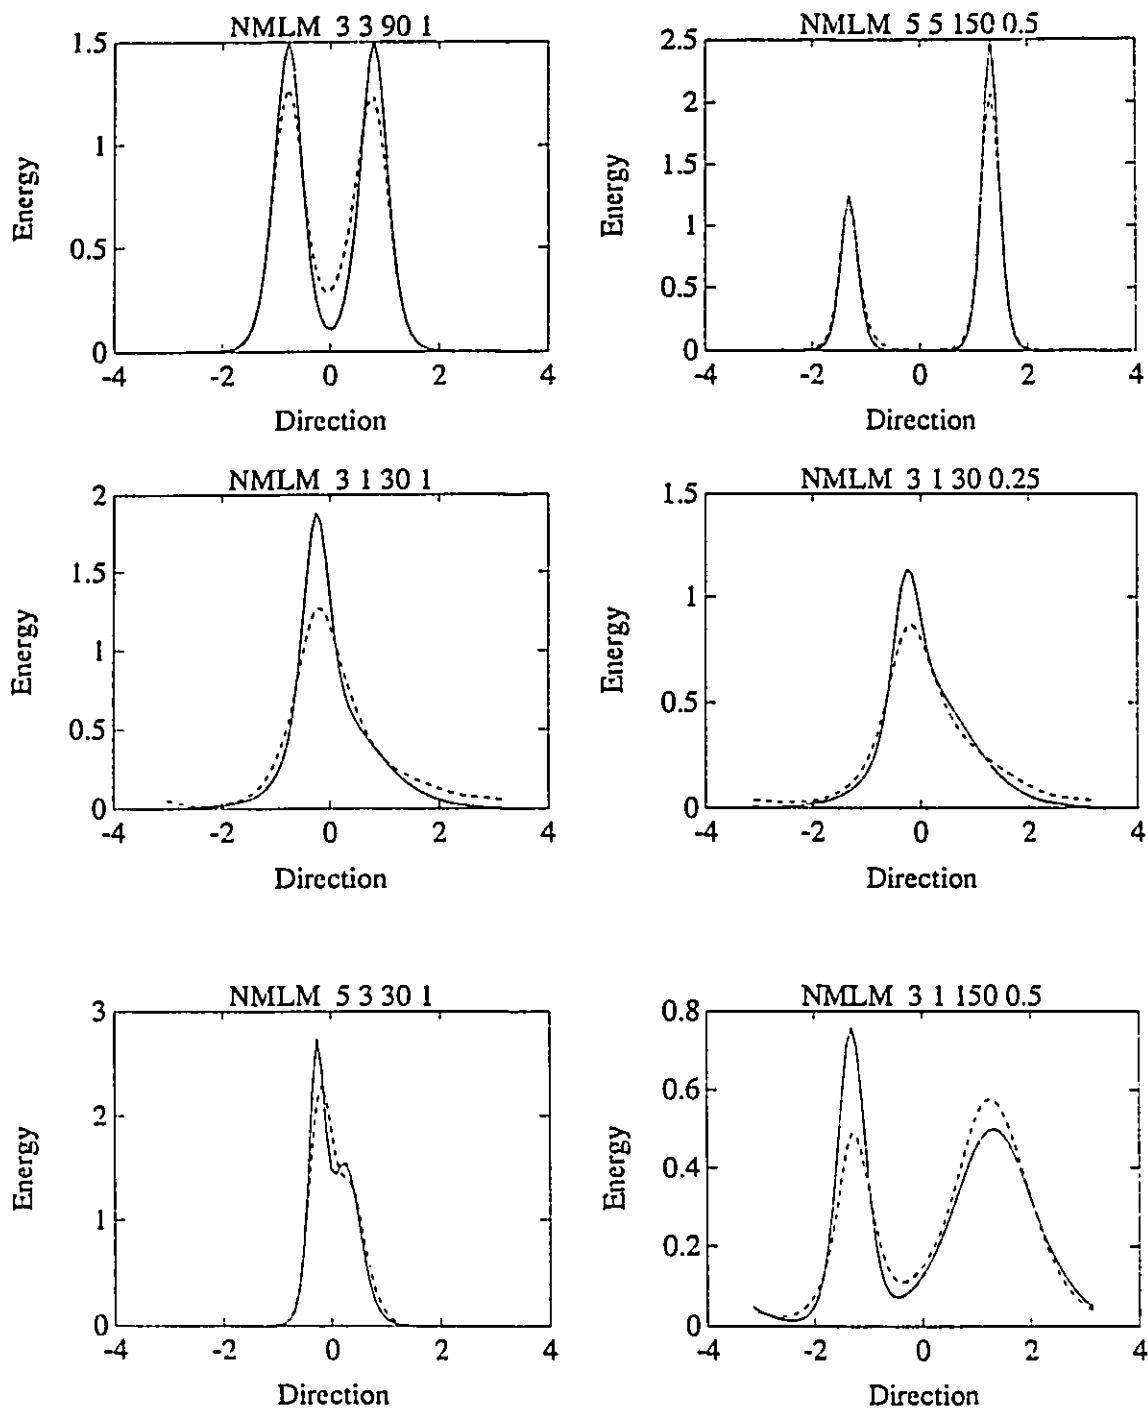 NMLM 3 3 90 1
1.5
1
0.5
0
Energy
-4 -2 0 2 4
Direction
NMLM 5 5 150 0.5
2.5
2
1.5
1
0.5
0
Energy
-4 -2 0 2 4
Direction
NMLM 3 1 30 1
2
1.5
1
0.5
0
Energy
-4 -2 0 2 4
Direction
NMLM 3 1 30 0.25
1.5
1
0.5
0
Energy
-4 -2 0 2 4
Direction
NMLM 5 3 30 1
3
2
1
0
Energy
-4 -2 0 2 4
Direction
NMLM 3 1 150 0.5
0.8
0.6
0.4
0.2
0
Energy
-4 -2 0 2 4
Direction